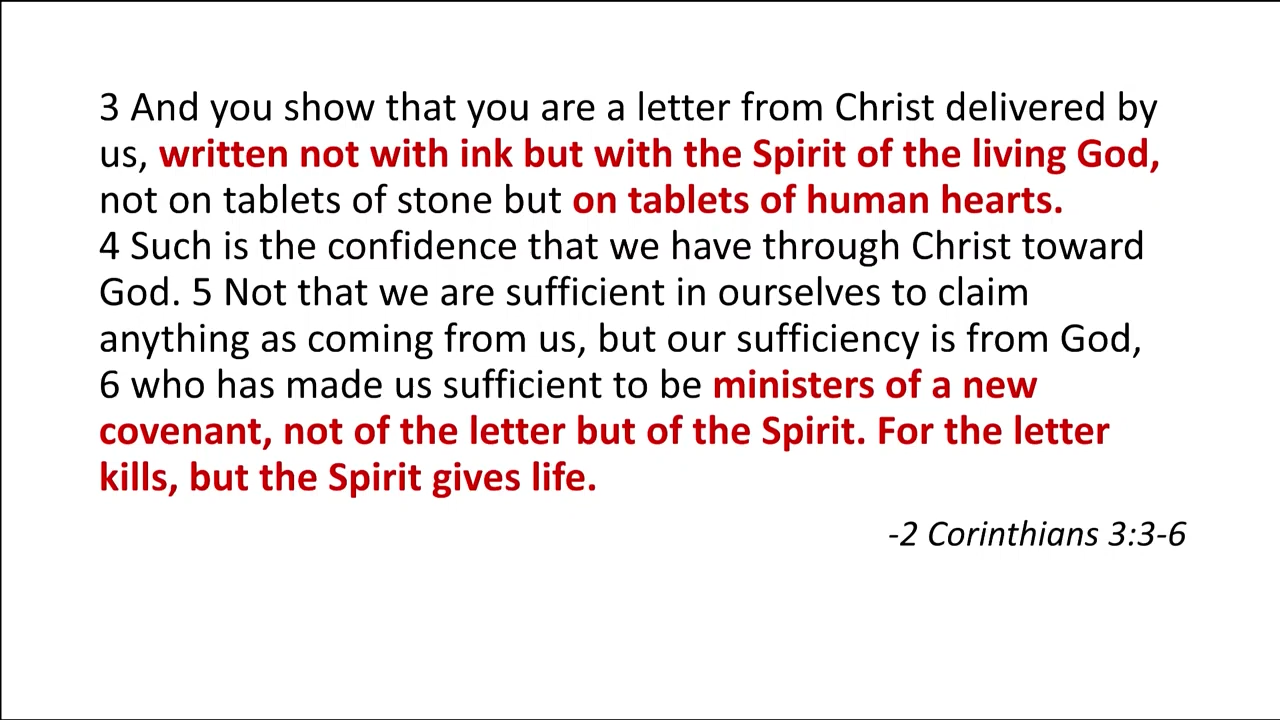 3 And you show that you are a letter from Christ delivered by
us, written not with ink but with the Spirit of the living God,
not on tablets of stone but on tablets of human hearts.
4 Such is the confidence that we have through Christ toward
God. 5 Not that we are sufficient in ourselves to claim
anything as coming from us, but our sufficiency is from God,
6 who has made us sufficient to be ministers of a new
covenant, not of the letter but of the Spirit. For the letter
kills, but the Spirit gives life.
-2 Corinthians 3:3-6